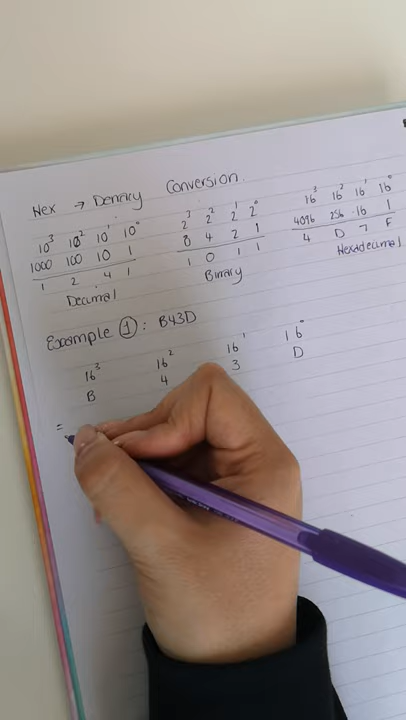 Hex → Denary Conversion.
10³ 10² 10¹ 10⁰
1000 100 10 1
1 2 4 1
Decimal
2³ 2² 2¹ 2⁰
8 4 2 1
1 0 1 1
Binary
16³ 16² 16¹ 16⁰
4096 256 16 1
4 D 7 F
Hexadecimal
Example ①: B43D
16³ 16² 16¹ 16⁰
B 4 3 D
=